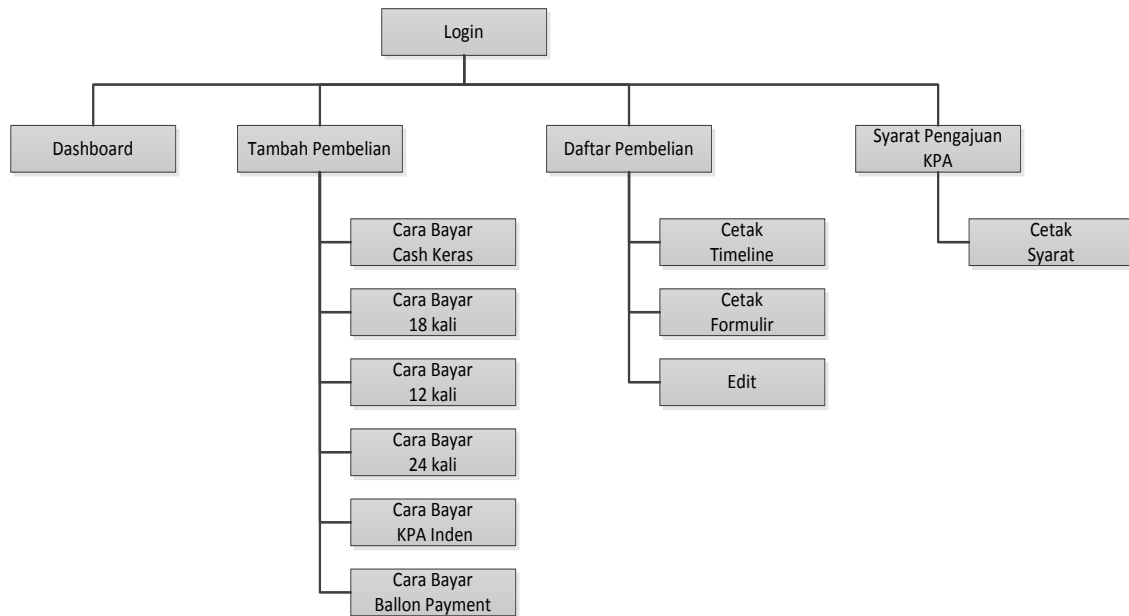 Login
Dashboard
Tambah Pembelian
Daftar Pembelian
Syarat Pengajuan
KPA
Cara Bayar
Cash Keras
Cara Bayar
18 kali
Cara Bayar
12 kali
Cara Bayar
24 kali
Cara Bayar
KPA Inden
Cara Bayar
Ballon Payment
Cetak
Timeline
Cetak
Formulir
Edit
Cetak
Syarat